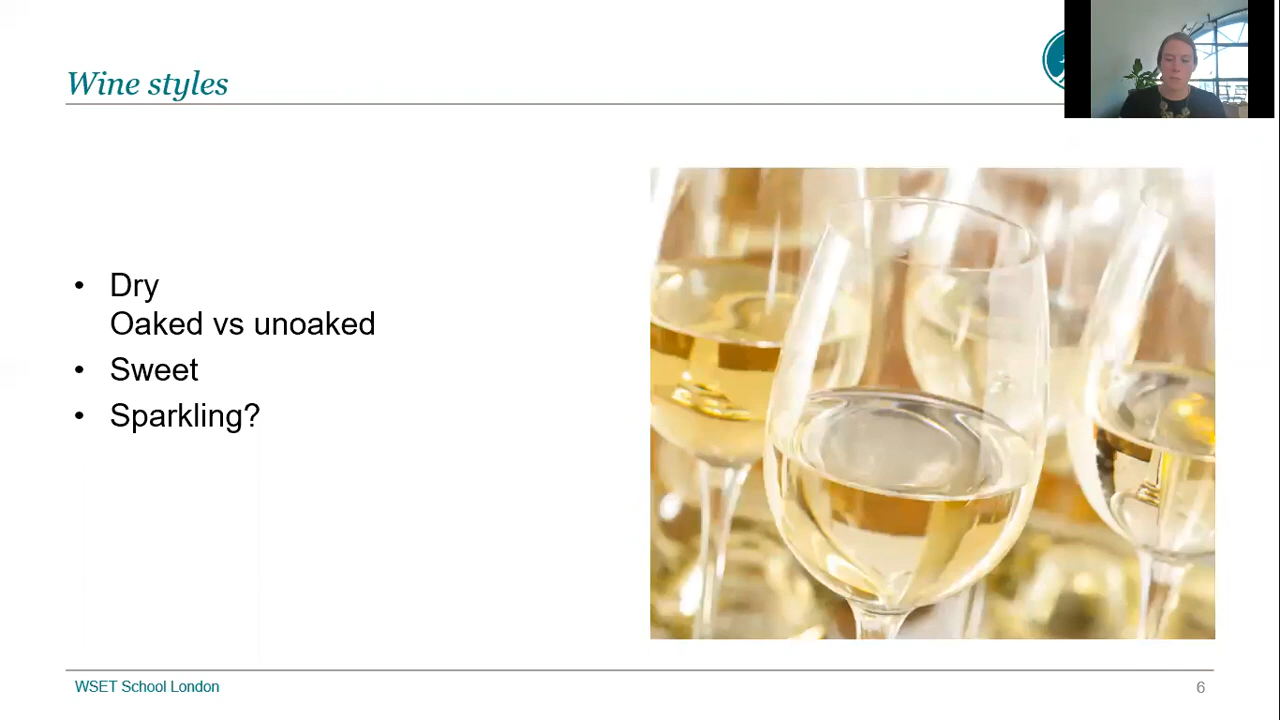 Wine styles
• Dry
Oaked vs unoaked
• Sweet
• Sparkling?
WSET School London
6